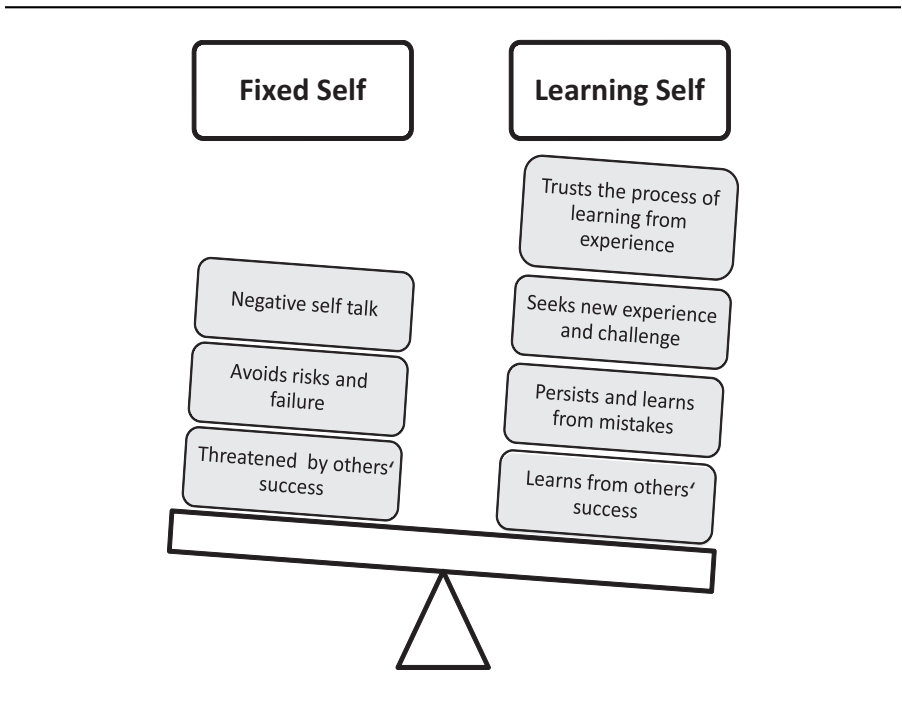 Fixed Self
Learning Self
Negative self talk
Avoids risks and
failure
Threatened by others‘
success
Trusts the process of
learning from
experience
Seeks new experience
and challenge
Persists and learns
from mistakes
Learns from others‘
success